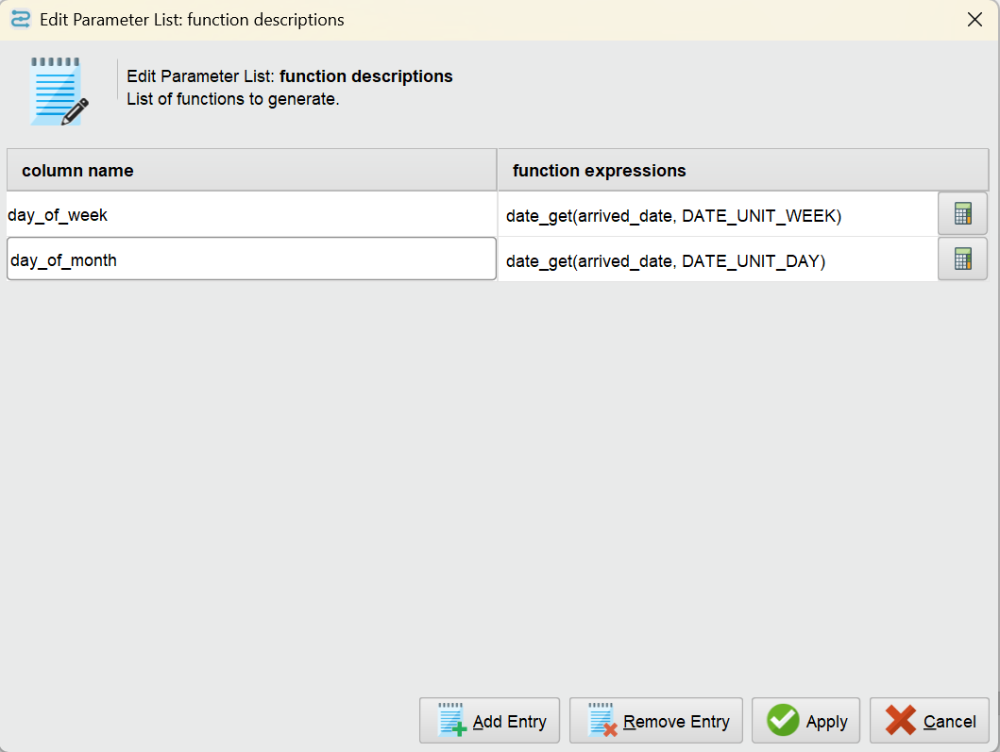 Edit Parameter List: function descriptions
Edit Parameter List: function descriptions
List of functions to generate.
column name function expressions
day_of_week date_get(arrived_date, DATE_UNIT_WEEK)
day_of_month date_get(arrived_date, DATE_UNIT_DAY)
Add Entry Remove Entry Apply Cancel